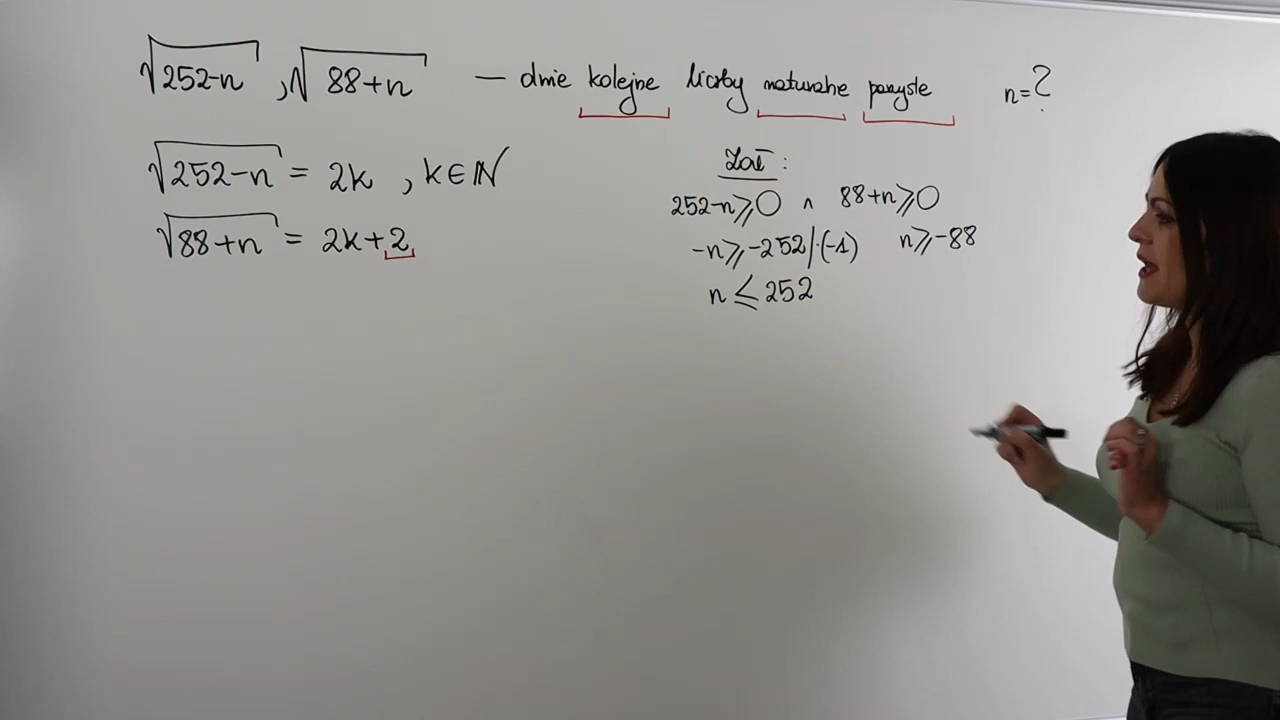 √252-n , √88+n — dwie kolejne liczby naturalne parzyste n=?
√252-n = 2k , k∈ℕ
√88+n = 2k+2
Zał:
252-n⩾0 ∧ 88+n⩾0
-n⩾-252/·(-1) n⩾-88
n⩽252